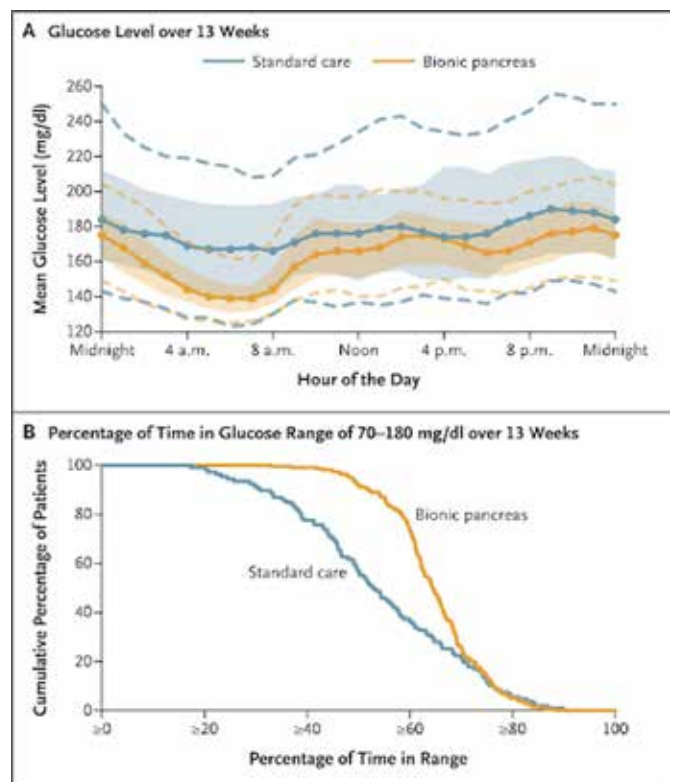 A Glucose Level over 13 Weeks
Standard care
Bionic pancreas
260
240
220
200
180
160
140
120
Mean Glucose Level (mg/dl)
Midnight 4 a.m. 8 a.m. Noon 4 p.m. 8 p.m. Midnight
Hour of the Day
B Percentage of Time in Glucose Range of 70–180 mg/dl over 13 Weeks
100
80
60
40
20
0
Cumulative Percentage of Patients
Bionic pancreas
Standard care
≥0 ≥20 ≥40 ≥60 ≥80 100
Percentage of Time in Range